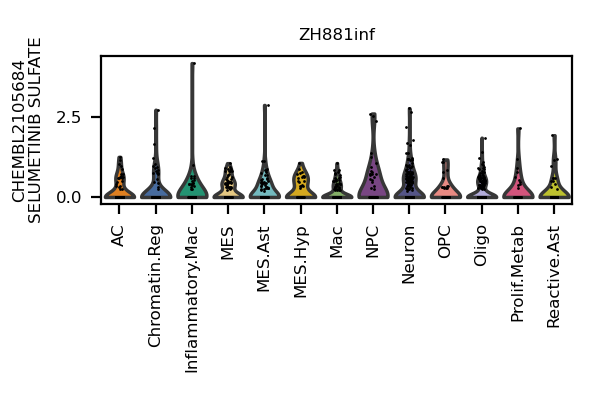 ZH881inf
CHEMBL2105684
SELUMETINIB SULFATE
2.5
0.0
AC
Chromatin.Reg
Inflammatory.Mac
MES
MES.Ast
MES.Hyp
Mac
NPC
Neuron
OPC
Oligo
Prolif.Metab
Reactive.Ast